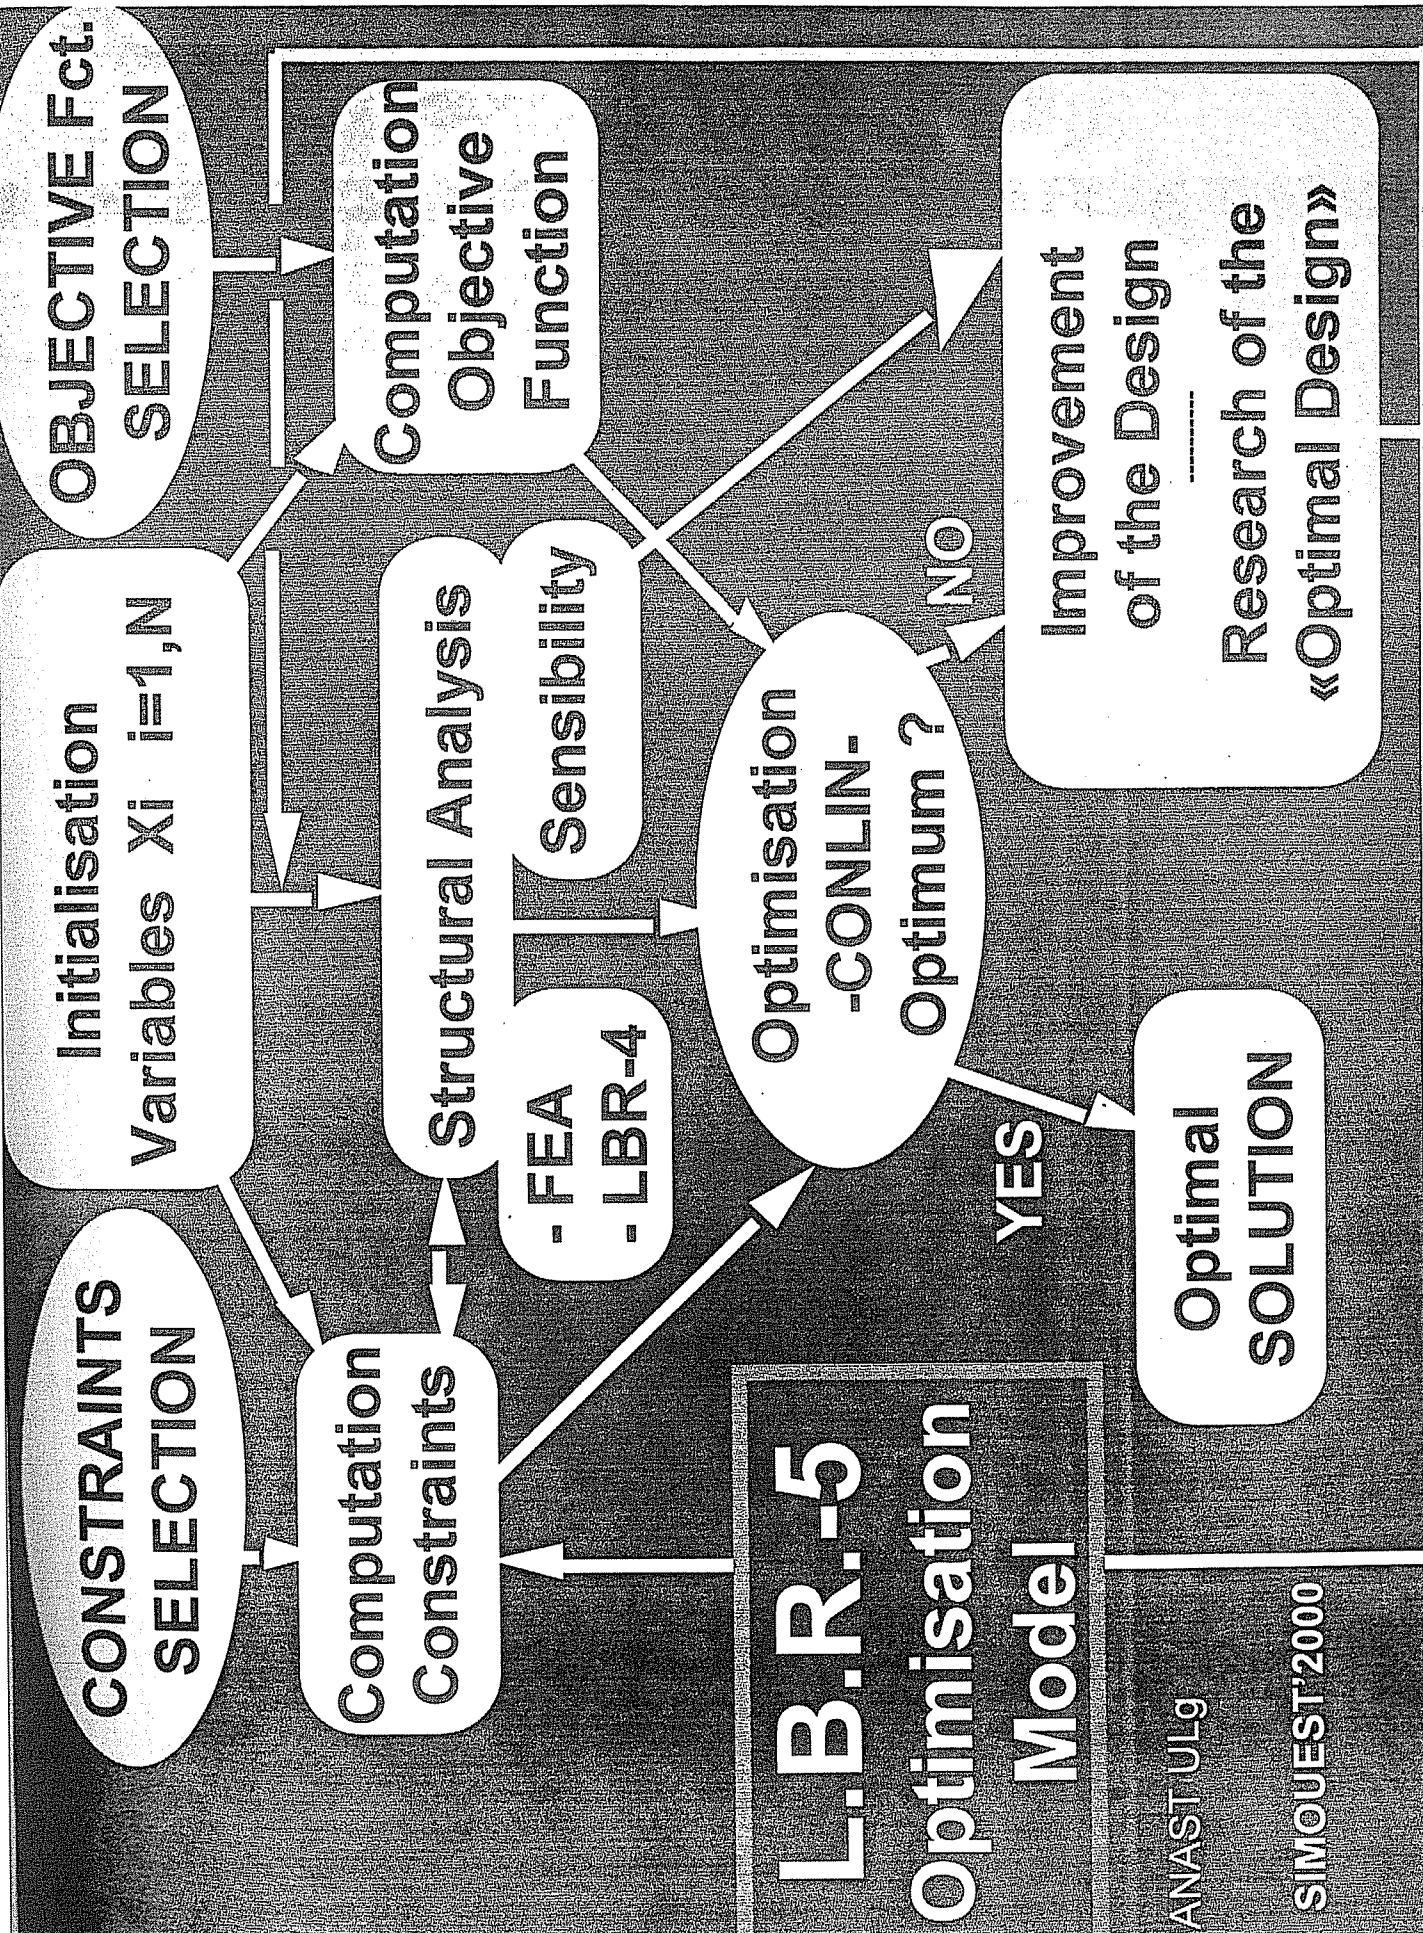 CONSTRAINTS
SELECTION
Initialisation
Variables Xi i=1,N
OBJECTIVE Fct.
SELECTION
Computation
Constraints
Structural Analysis
Sensibility
- FEA
- LBR-4
Computation
Objective
Function
Optimisation
-CONLIN-
Optimum ?
YES
NO
L.B.R.-5
Optimisation
Model
Optimal
SOLUTION
Improvement
of the Design
---------
Research of the
«Optimal Design»
ANAST ULg
SIMOUEST'2000